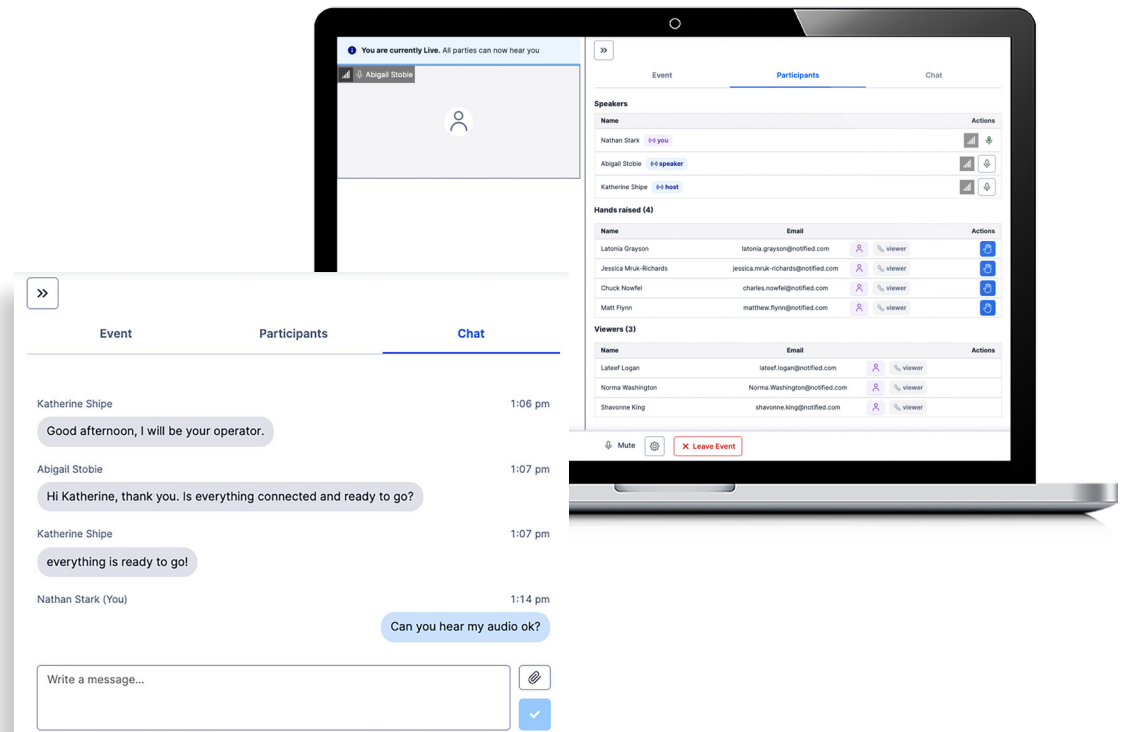 You are currently Live. All parties can now hear you
Abigail Stobie
Event Participants Chat
Speakers
Name Actions
Nathan Stark you
Abigail Stobie speaker
Katherine Shipe host
Hands raised (4)
Name Email Actions
Latonia Grayson latonia.grayson@notified.com viewer
Jessica Mruk-Richards jessica.mruk-richards@notified.com viewer
Chuck Nowfel charles.nowfel@notified.com viewer
Matt Flynn matthew.flynn@notified.com viewer
Viewers (3)
Name Email Actions
Lateef Logan lateef.logan@notified.com viewer
Norma Washington Norma.Washington@notified.com viewer
Shavonne King shavonne.king@notified.com viewer
Mute Leave Event
Event Participants Chat
Katherine Shipe 1:06 pm
Good afternoon, I will be your operator.
Abigail Stobie 1:07 pm
Hi Katherine, thank you. Is everything connected and ready to go?
Katherine Shipe 1:07 pm
everything is ready to go!
Nathan Stark (You) 1:14 pm
Can you hear my audio ok?
Write a message...